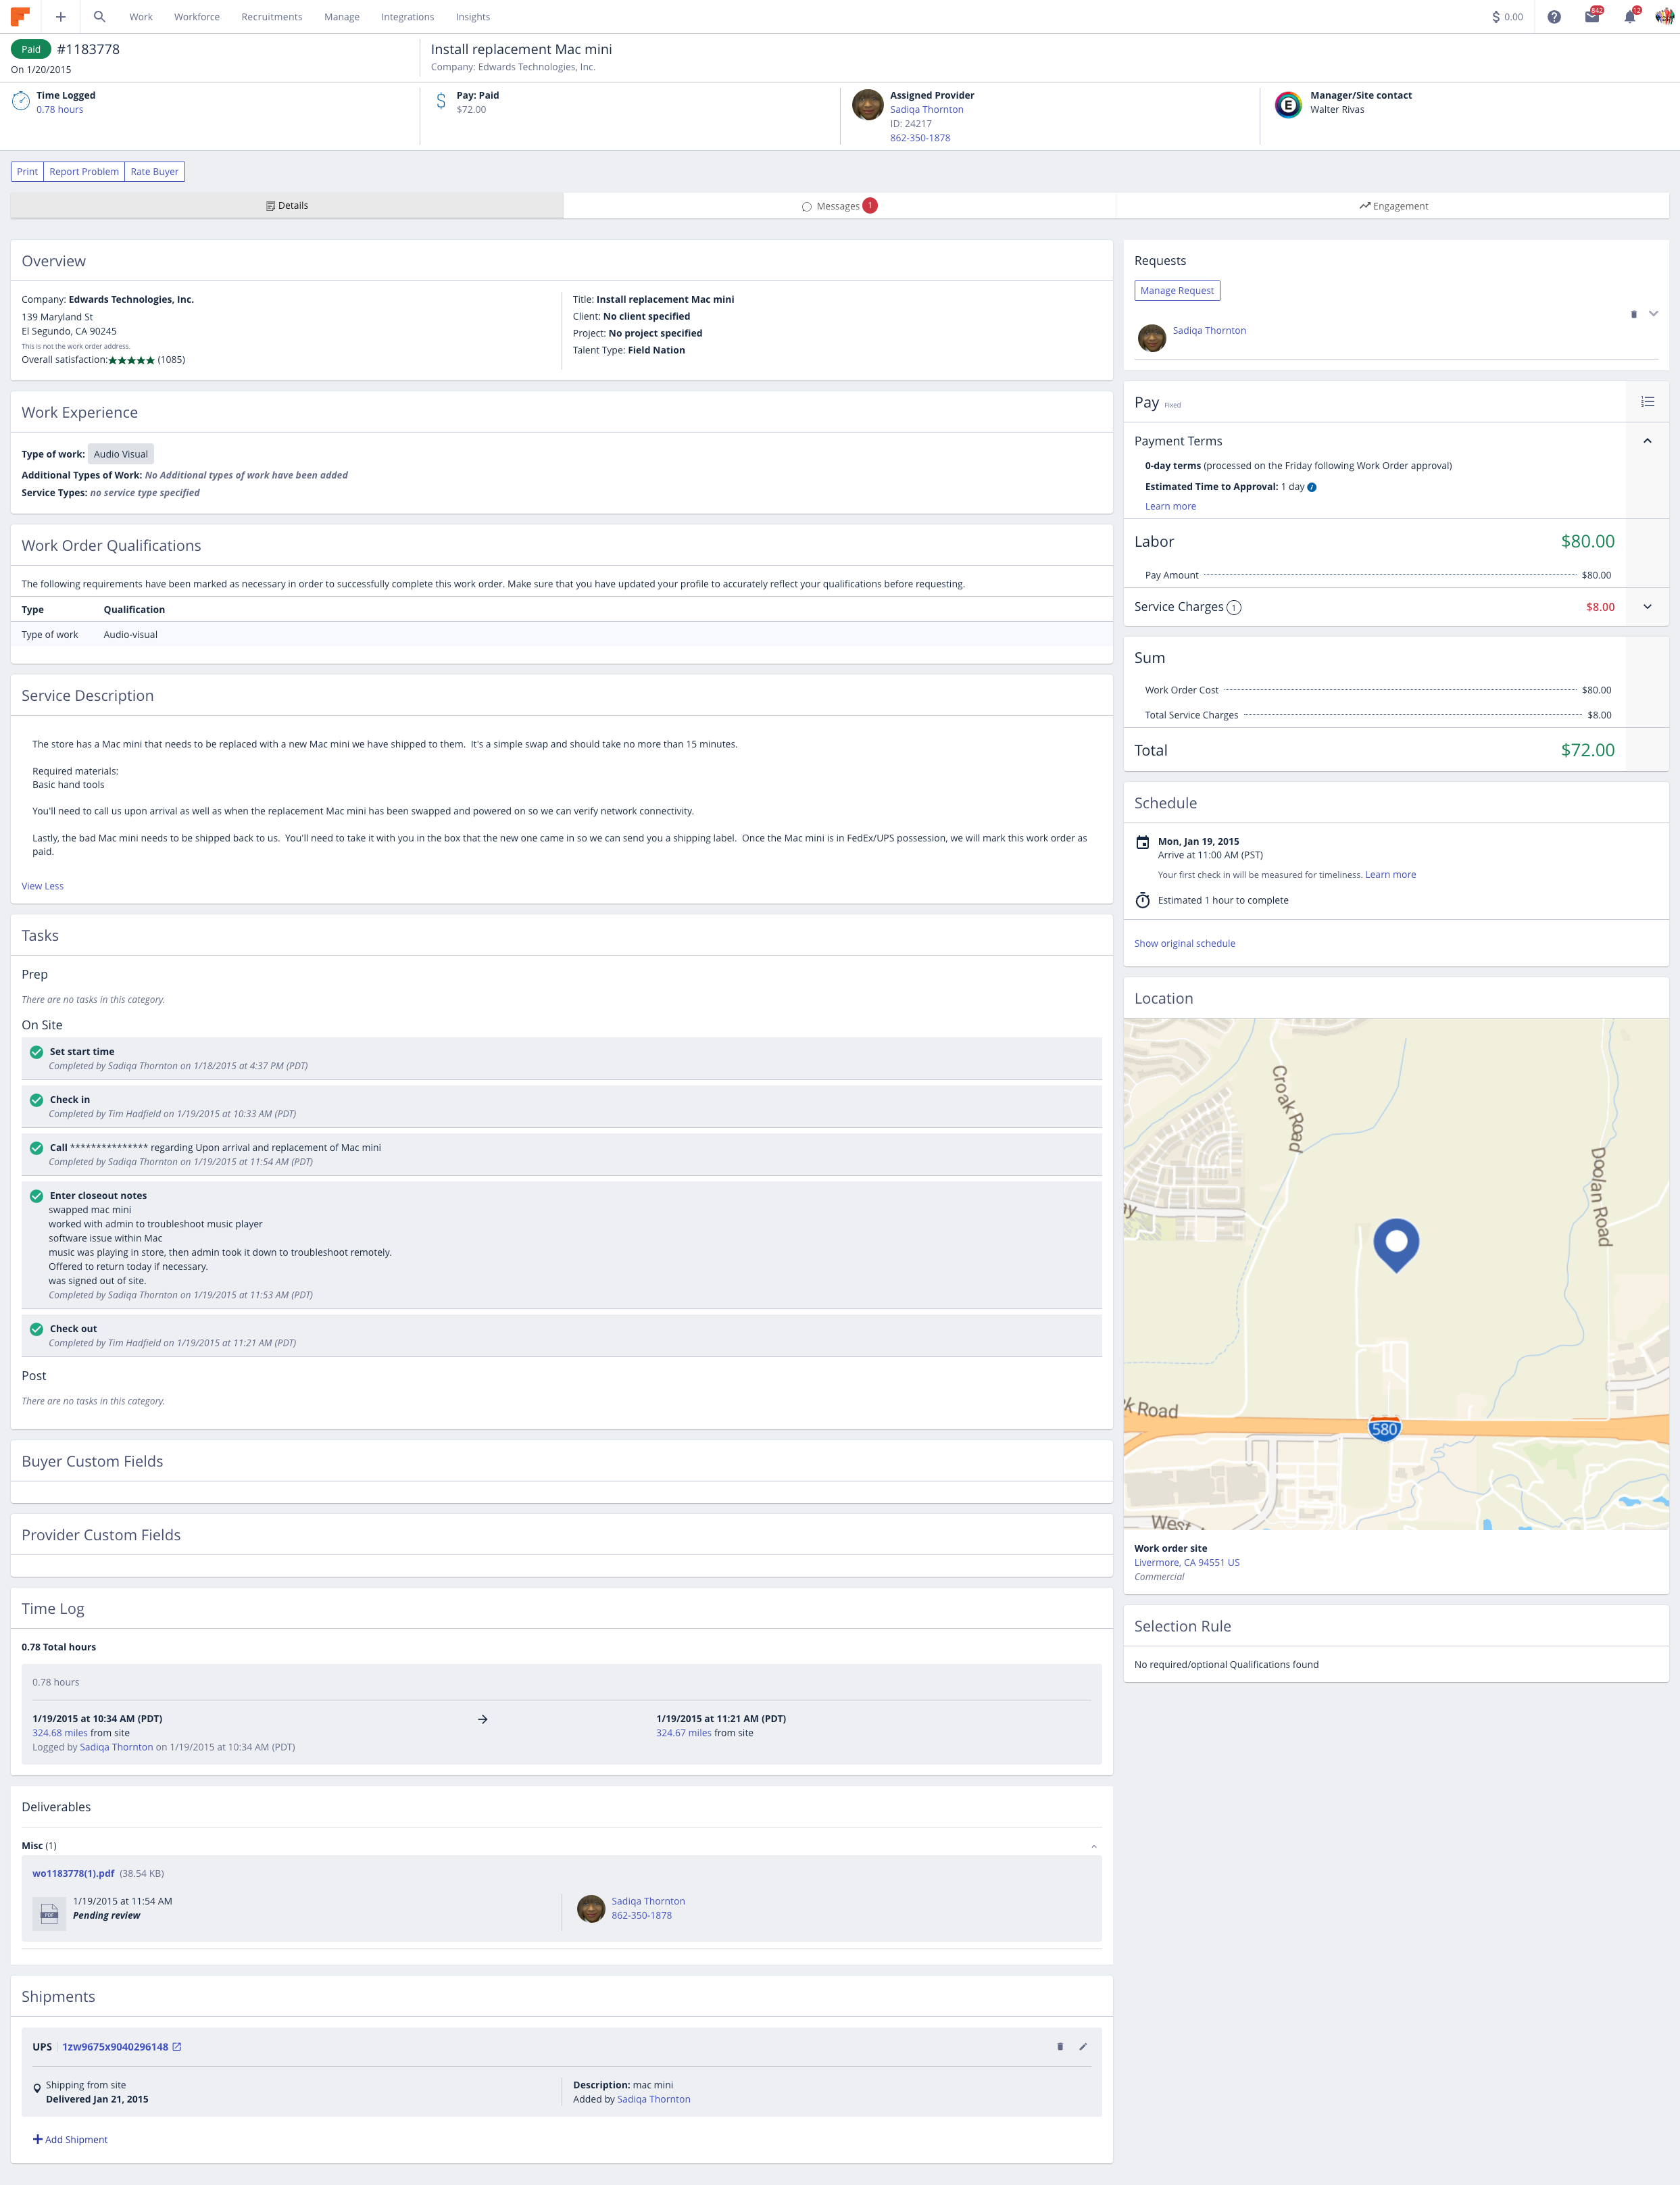 Work Workforce Recruitments Manage Integrations Insights
$ 0.00
842
12
Paid #1183778
On 1/20/2015
Install replacement Mac mini
Company: Edwards Technologies, Inc.
Time Logged
0.78 hours
Pay: Paid
$72.00
Assigned Provider
Sadiqa Thornton
ID: 24217
862-350-1878
Manager/Site contact
Walter Rivas
Print Report Problem Rate Buyer
Details
Messages 1
Engagement
Overview
Company: Edwards Technologies, Inc.
139 Maryland St
El Segundo, CA 90245
This is not the work order address.
Overall satisfaction:★★★★★ (1085)
Title: Install replacement Mac mini
Client: No client specified
Project: No project specified
Talent Type: Field Nation
Work Experience
Type of work: Audio Visual
Additional Types of Work: No Additional types of work have been added
Service Types: no service type specified
Work Order Qualifications
The following requirements have been marked as necessary in order to successfully complete this work order. Make sure that you have updated your profile to accurately reflect your qualifications before requesting.
Type Qualification
Type of work Audio-visual
Service Description
The store has a Mac mini that needs to be replaced with a new Mac mini we have shipped to them. It's a simple swap and should take no more than 15 minutes.
Required materials:
Basic hand tools
You'll need to call us upon arrival as well as when the replacement Mac mini has been swapped and powered on so we can verify network connectivity.
Lastly, the bad Mac mini needs to be shipped back to us. You'll need to take it with you in the box that the new one came in so we can send you a shipping label. Once the Mac mini is in FedEx/UPS possession, we will mark this work order as
paid.
View Less
Tasks
Prep
There are no tasks in this category.
On Site
Set start time
Completed by Sadiqa Thornton on 1/18/2015 at 4:37 PM (PDT)
Check in
Completed by Tim Hadfield on 1/19/2015 at 10:33 AM (PDT)
Call *************** regarding Upon arrival and replacement of Mac mini
Completed by Sadiqa Thornton on 1/19/2015 at 11:54 AM (PDT)
Enter closeout notes
swapped mac mini
worked with admin to troubleshoot music player
software issue within Mac
music was playing in store, then admin took it down to troubleshoot remotely.
Offered to return today if necessary.
was signed out of site.
Completed by Sadiqa Thornton on 1/19/2015 at 11:53 AM (PDT)
Check out
Completed by Tim Hadfield on 1/19/2015 at 11:21 AM (PDT)
Post
There are no tasks in this category.
Buyer Custom Fields
Provider Custom Fields
Time Log
0.78 Total hours
0.78 hours
1/19/2015 at 10:34 AM (PDT)
324.68 miles from site
Logged by Sadiqa Thornton on 1/19/2015 at 10:34 AM (PDT)
1/19/2015 at 11:21 AM (PDT)
324.67 miles from site
Deliverables
Misc (1)
wo1183778(1).pdf (38.54 KB)
PDF
1/19/2015 at 11:54 AM
Pending review
Sadiqa Thornton
862-350-1878
Shipments
UPS 1zw9675x9040296148
Shipping from site
Delivered Jan 21, 2015
Description: mac mini
Added by Sadiqa Thornton
Add Shipment
Requests
Manage Request
Sadiqa Thornton
Pay Fixed
Payment Terms
0-day terms (processed on the Friday following Work Order approval)
Estimated Time to Approval: 1 day
Learn more
Labor $80.00
Pay Amount $80.00
Service Charges 1 $8.00
Sum
Work Order Cost $80.00
Total Service Charges $8.00
Total $72.00
Schedule
Mon, Jan 19, 2015
Arrive at 11:00 AM (PST)
Your first check in will be measured for timeliness. Learn more
Estimated 1 hour to complete
Show original schedule
Location
Croak Road
Doolan Road
ay
k Road
580
West
Work order site
Livermore, CA 94551 US
Commercial
Selection Rule
No required/optional Qualifications found